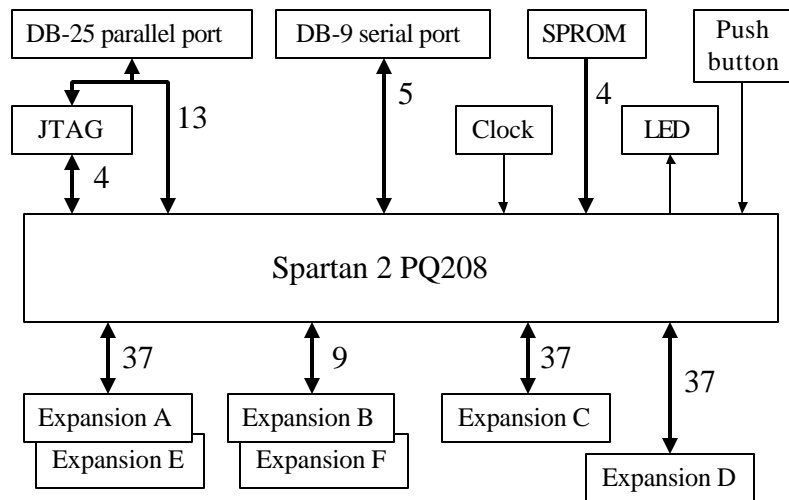 DB-25 parallel port
DB-9 serial port
SPROM
Push
button
13
5
4
JTAG
Clock
LED
4
Spartan 2 PQ208
37
9
37
37
Expansion A
Expansion B
Expansion C
Expansion E
Expansion F
Expansion D